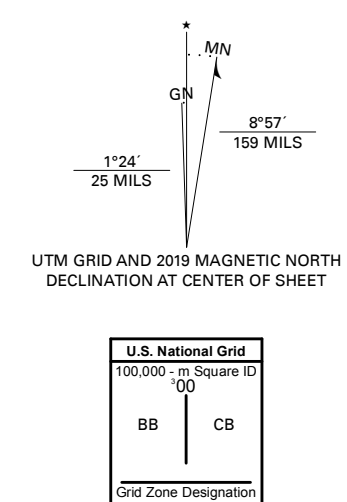 ★
MN
GN
8°57´
159 MILS
1°24´
25 MILS
UTM GRID AND 2019 MAGNETIC NORTH
DECLINATION AT CENTER OF SHEET
U.S. National Grid
100,000 - m Square ID
³00
BB CB
Grid Zone Designation